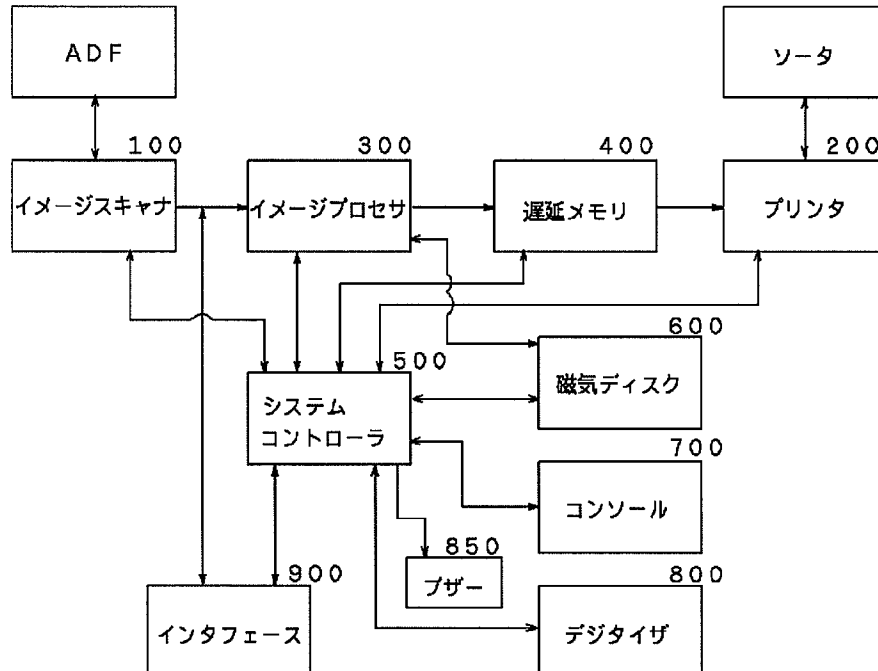 ADF
ソータ
100
300
400
200
イメージスキャナ
イメージプロセサ
遅延メモリ
プリンタ
600
500
磁気ディスク
システム
コントローラ
700
コンソール
850
ブザー
900
800
インタフェース
デジタイザ